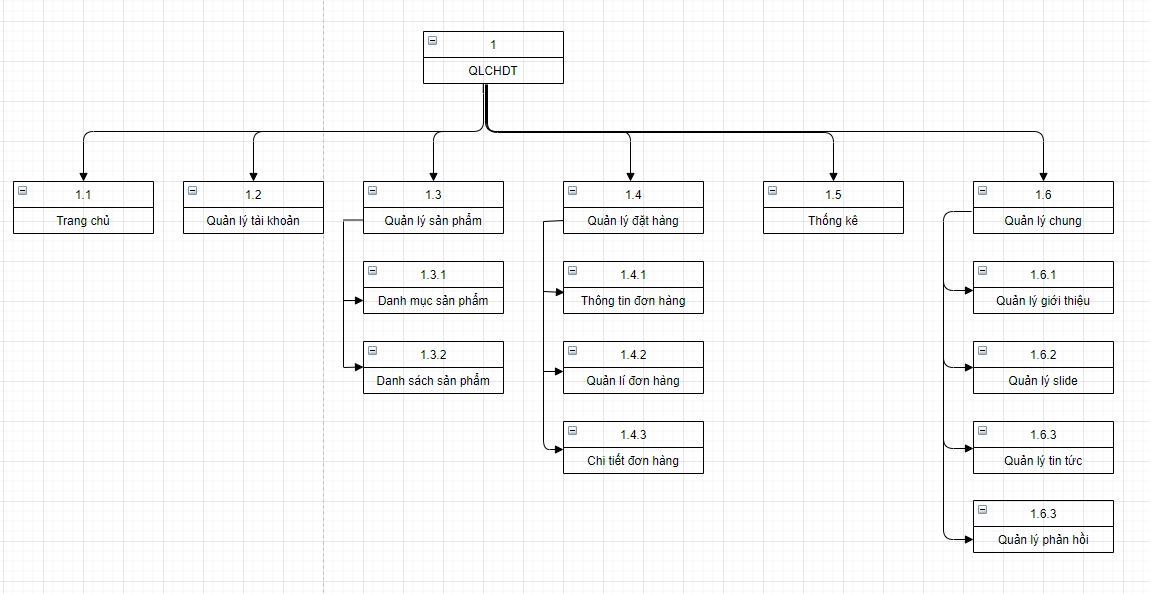 1
QLCHDT
1.1
Trang chủ
1.2
Quản lý tài khoản
1.3
Quản lý sản phẩm
1.3.1
Danh mục sản phẩm
1.3.2
Danh sách sản phẩm
1.4
Quản lý đặt hàng
1.4.1
Thông tin đơn hàng
1.4.2
Quản lí đơn hàng
1.4.3
Chi tiết đơn hàng
1.5
Thống kê
1.6
Quản lý chung
1.6.1
Quản lý giới thiệu
1.6.2
Quản lý slide
1.6.3
Quản lý tin tức
1.6.3
Quản lý phản hồi